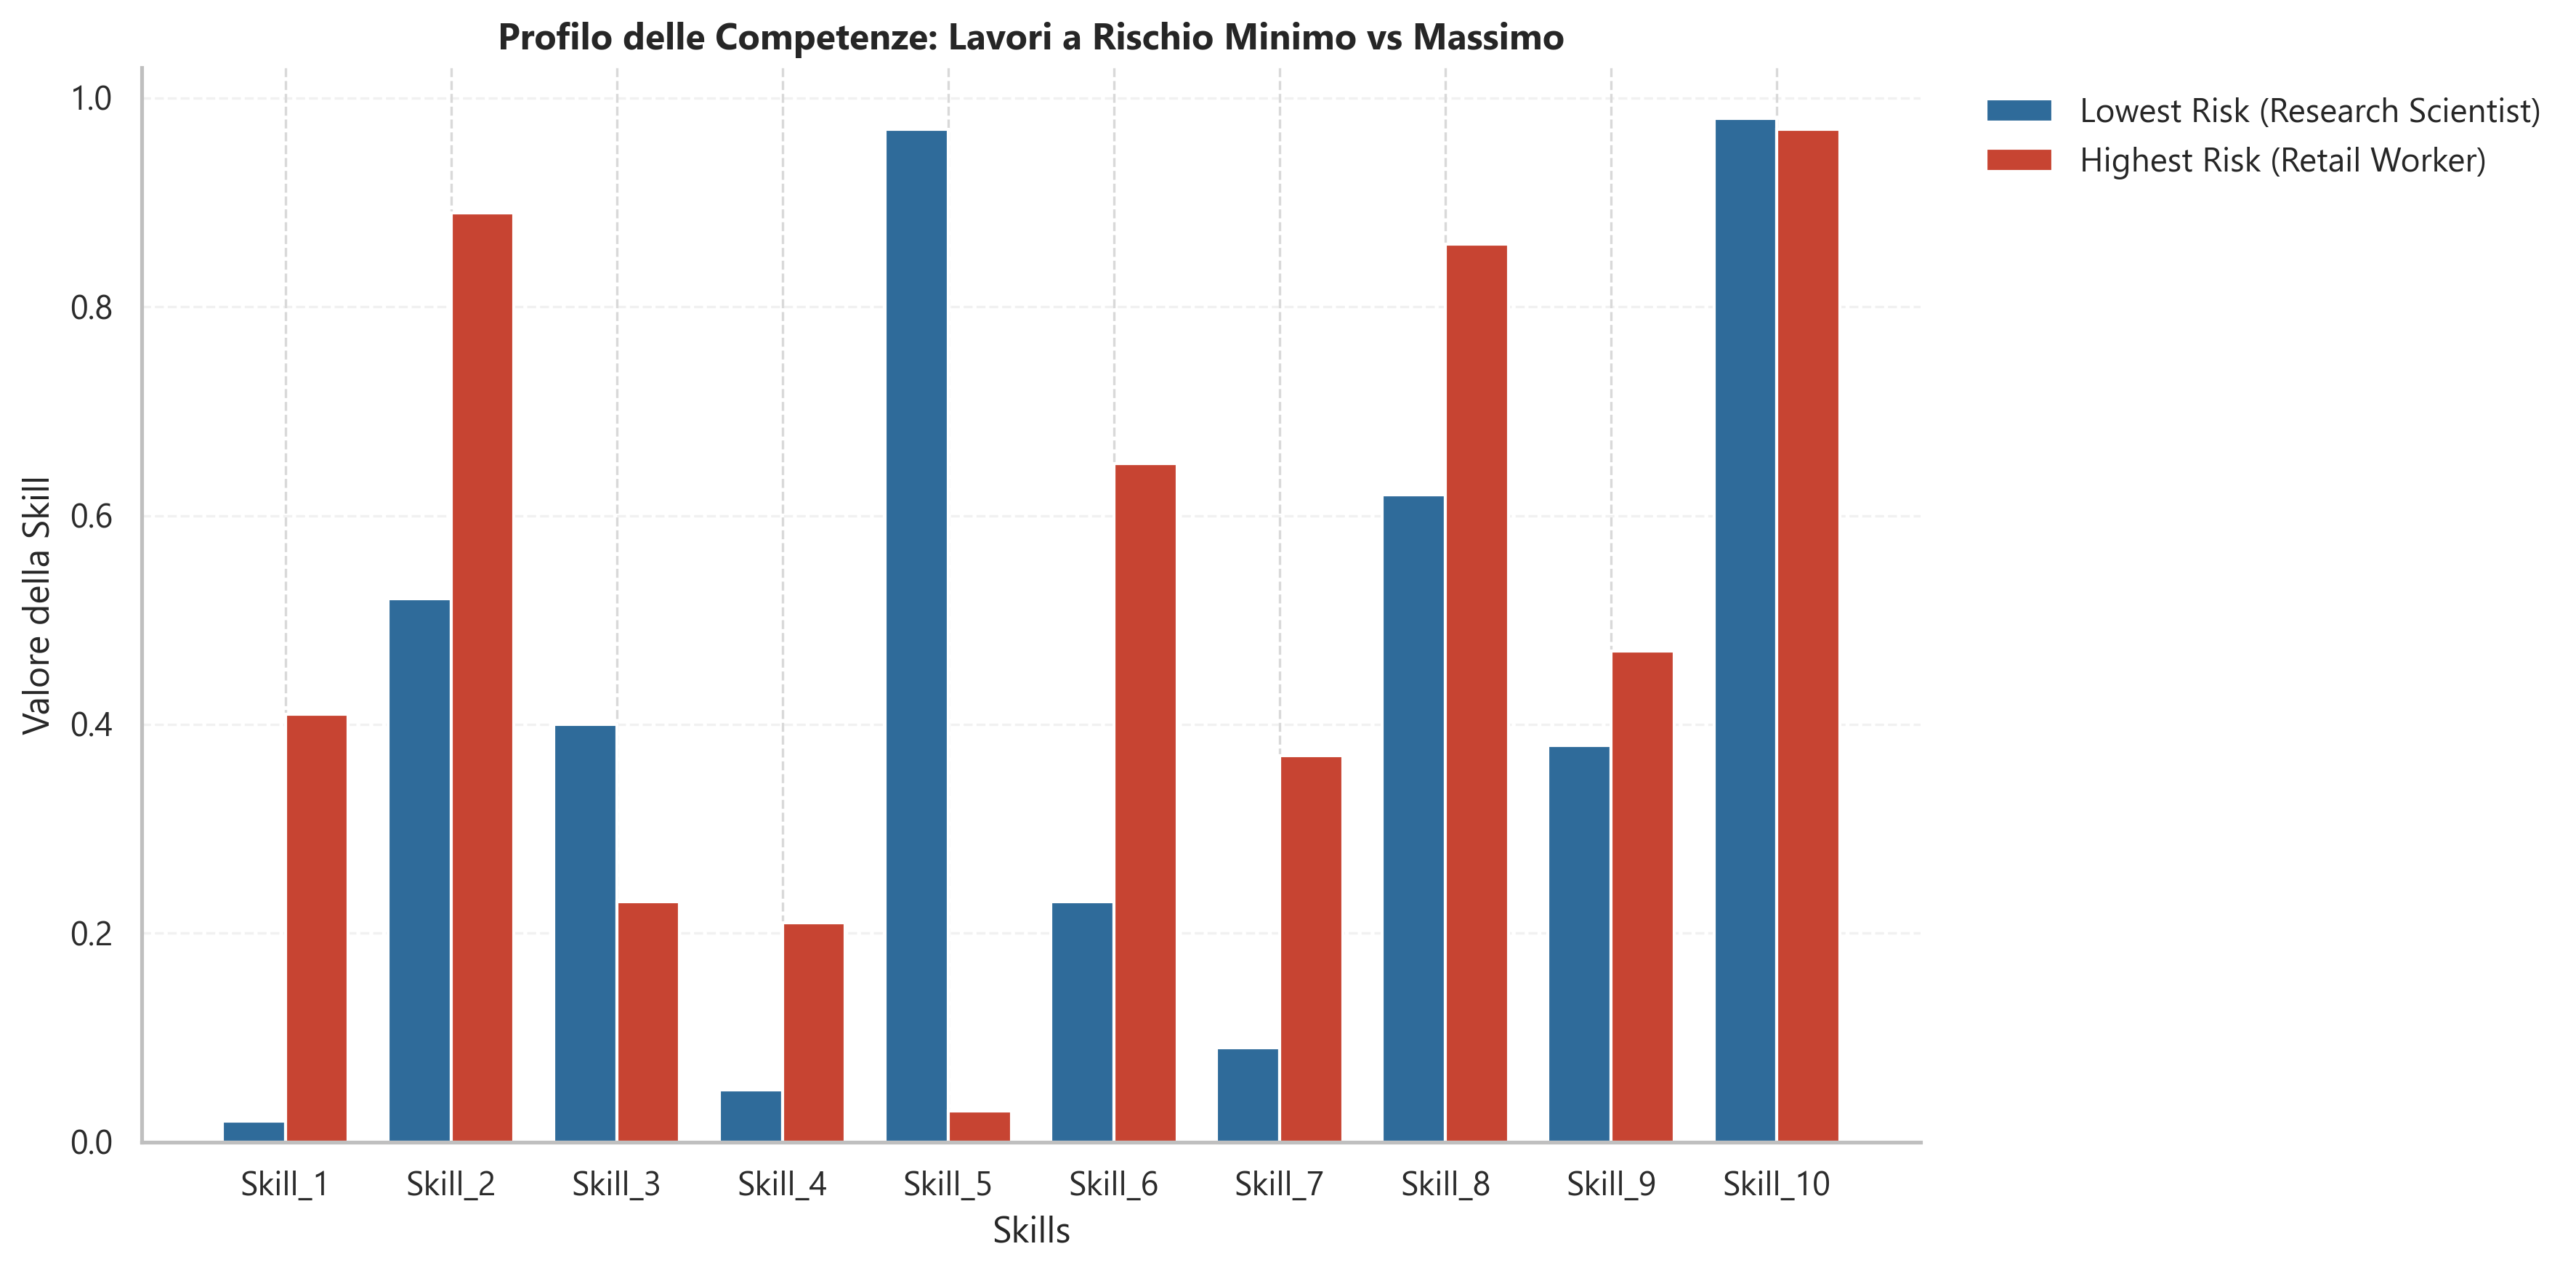 Profilo delle Competenze: Lavori a Rischio Minimo vs Massimo
Lowest Risk (Research Scientist)
Highest Risk (Retail Worker)
Valore della Skill
1.0
0.8
0.6
0.4
0.2
0.0
Skill_1
Skill_2
Skill_3
Skill_4
Skill_5
Skill_6
Skill_7
Skill_8
Skill_9
Skill_10
Skills